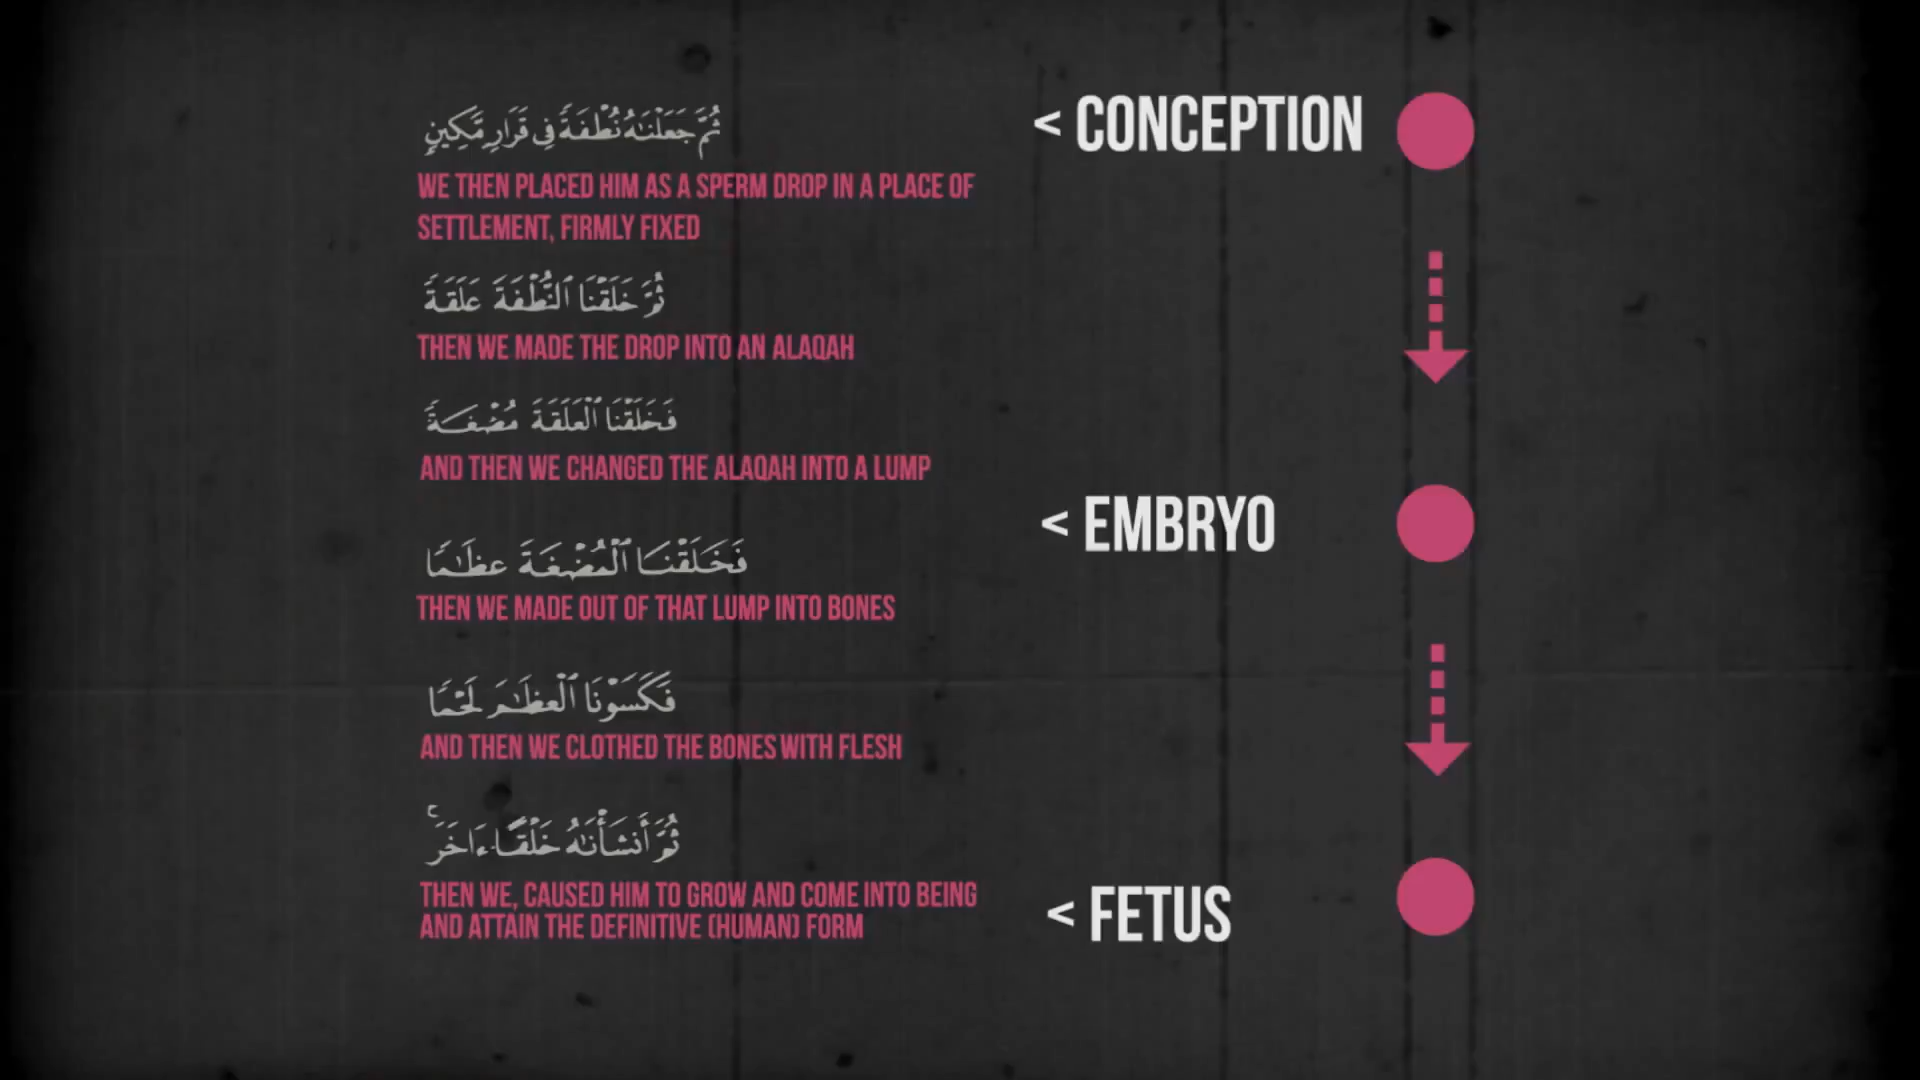 ثُمَّ جَعَلْنَٰهُ نُطْفَةً فِى قَرَارٍ مَّكِينٍ
WE THEN PLACED HIM AS A SPERM DROP IN A PLACE OF
SETTLEMENT, FIRMLY FIXED
ثُمَّ خَلَقْنَا ٱلنُّطْفَةَ عَلَقَةً
THEN WE MADE THE DROP INTO AN ALAQAH
فَخَلَقْنَا ٱلْعَلَقَةَ مُضْغَةً
AND THEN WE CHANGED THE ALAQAH INTO A LUMP
فَخَلَقْنَا ٱلْمُضْغَةَ عِظَٰمًا
THEN WE MADE OUT OF THAT LUMP INTO BONES
فَكَسَوْنَا ٱلْعِظَٰمَ لَحْمًا
AND THEN WE CLOTHED THE BONES WITH FLESH
ثُمَّ أَنشَأْنَٰهُ خَلْقًا ءَاخَرَ ۚ
THEN WE, CAUSED HIM TO GROW AND COME INTO BEING
AND ATTAIN THE DEFINITIVE (HUMAN) FORM
< CONCEPTION
< EMBRYO
< FETUS